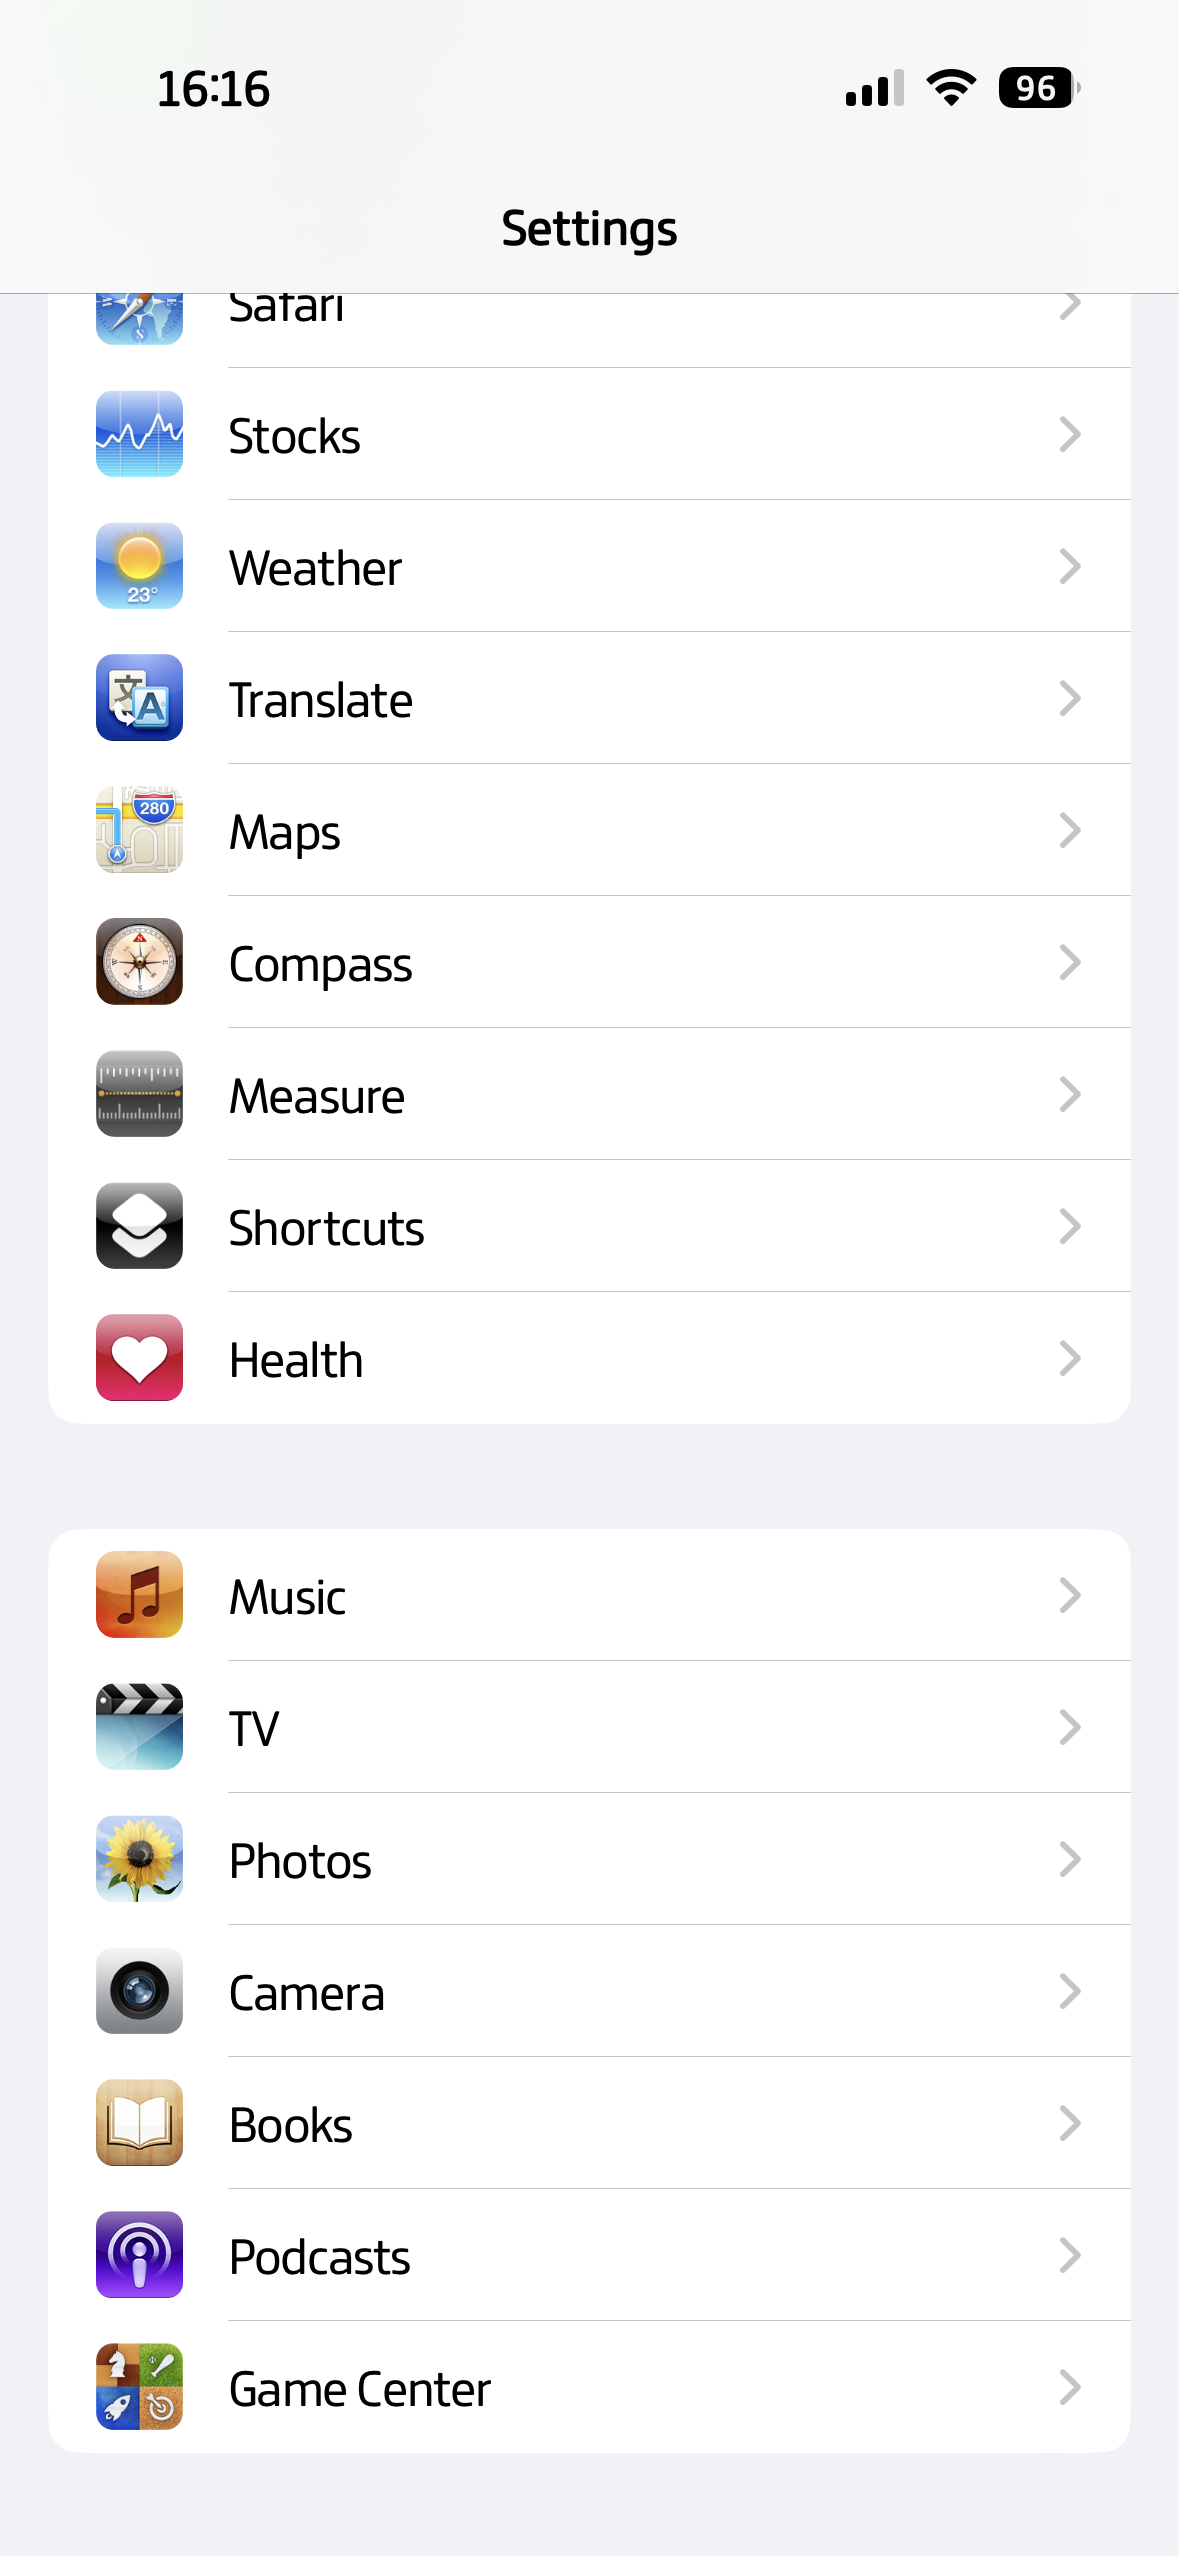 16:16
96
Settings
Safari
Stocks
23°
Weather
文
A
Translate
280
Maps
Compass
Measure
Shortcuts
Health
Music
TV
Photos
Camera
Books
Podcasts
Game Center